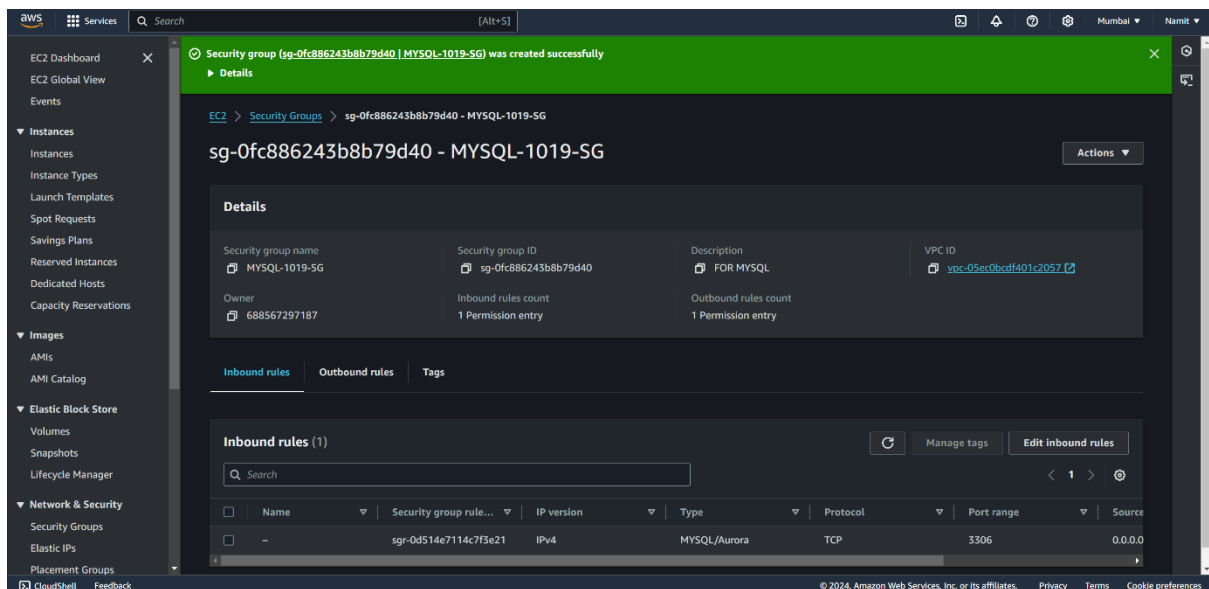 aws Services Search [Alt+S] Mumbai Namit
EC2 Dashboard
EC2 Global View
Events
Instances
Instances
Instance Types
Launch Templates
Spot Requests
Savings Plans
Reserved Instances
Dedicated Hosts
Capacity Reservations
Images
AMIs
AMI Catalog
Elastic Block Store
Volumes
Snapshots
Lifecycle Manager
Network & Security
Security Groups
Elastic IPs
Placement Groups
Security group (sg-0fc886243b8b79d40 | MYSQL-1019-SG) was created successfully
Details
EC2 > Security Groups > sg-0fc886243b8b79d40 - MYSQL-1019-SG
sg-0fc886243b8b79d40 - MYSQL-1019-SG
Actions
Details
Security group name
MYSQL-1019-SG
Security group ID
sg-0fc886243b8b79d40
Description
FOR MYSQL
VPC ID
vpc-05ec0bcdf401c2057
Owner
688567297187
Inbound rules count
1 Permission entry
Outbound rules count
1 Permission entry
Inbound rules Outbound rules Tags
Inbound rules (1)
Manage tags Edit inbound rules
Search
< 1 >
Name Security group rule... IP version Type Protocol Port range Source
– sgr-0d514e7114c7f3e21 IPv4 MYSQL/Aurora TCP 3306 0.0.0.0
CloudShell Feedback © 2024, Amazon Web Services, Inc. or its affiliates. Privacy Terms Cookie preferences